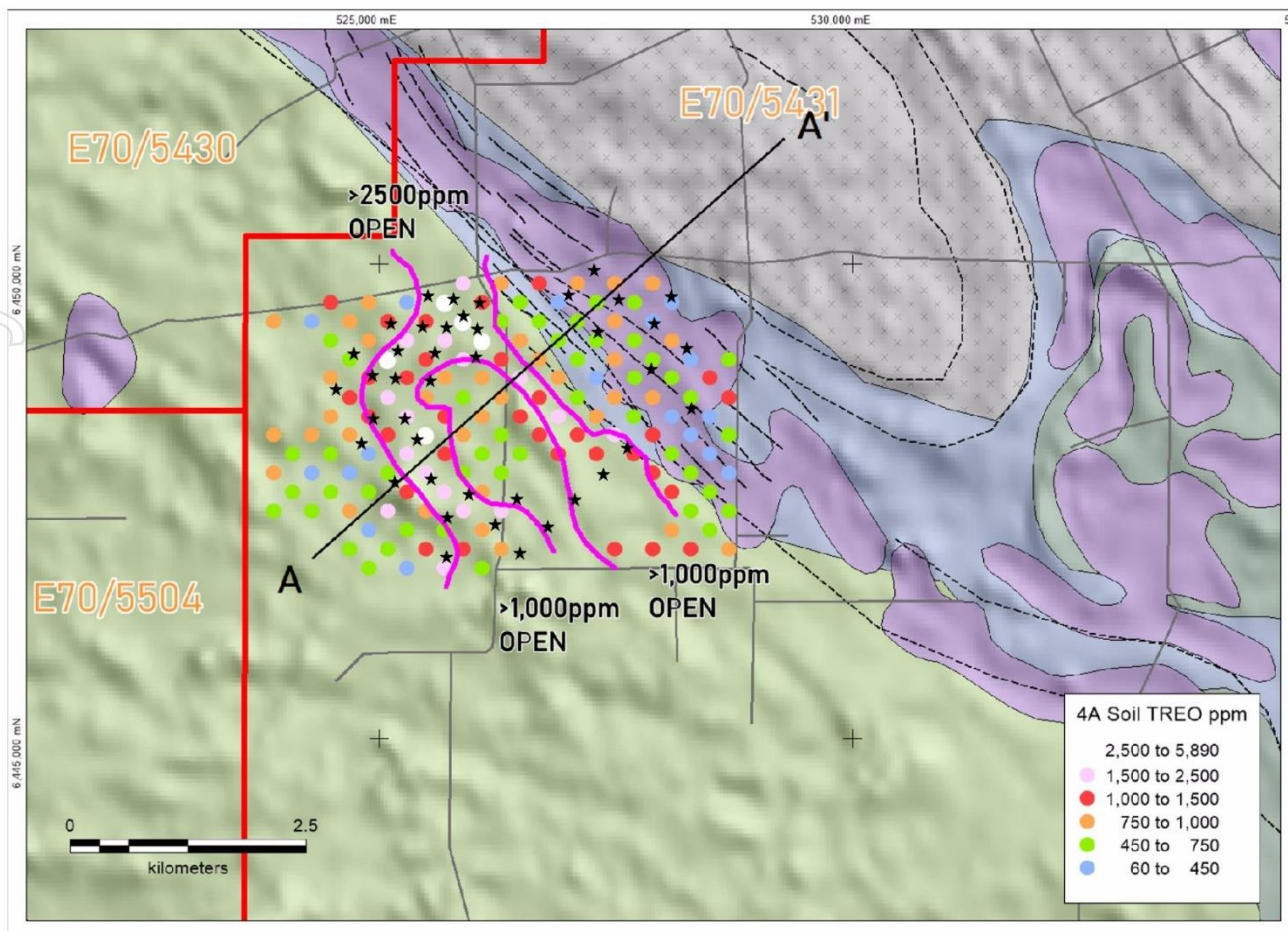 525,000 mE
530,000 mE
E70/5430
E70/5431
A'
>2500ppm
OPEN
6,450,000 mN
A
E70/5504
>1,000ppm
OPEN
>1,000ppm
OPEN
6,445,000 mN
0 2.5
kilometers
4A Soil TREO ppm
2,500 to 5,890
1,500 to 2,500
1,000 to 1,500
750 to 1,000
450 to 750
60 to 450